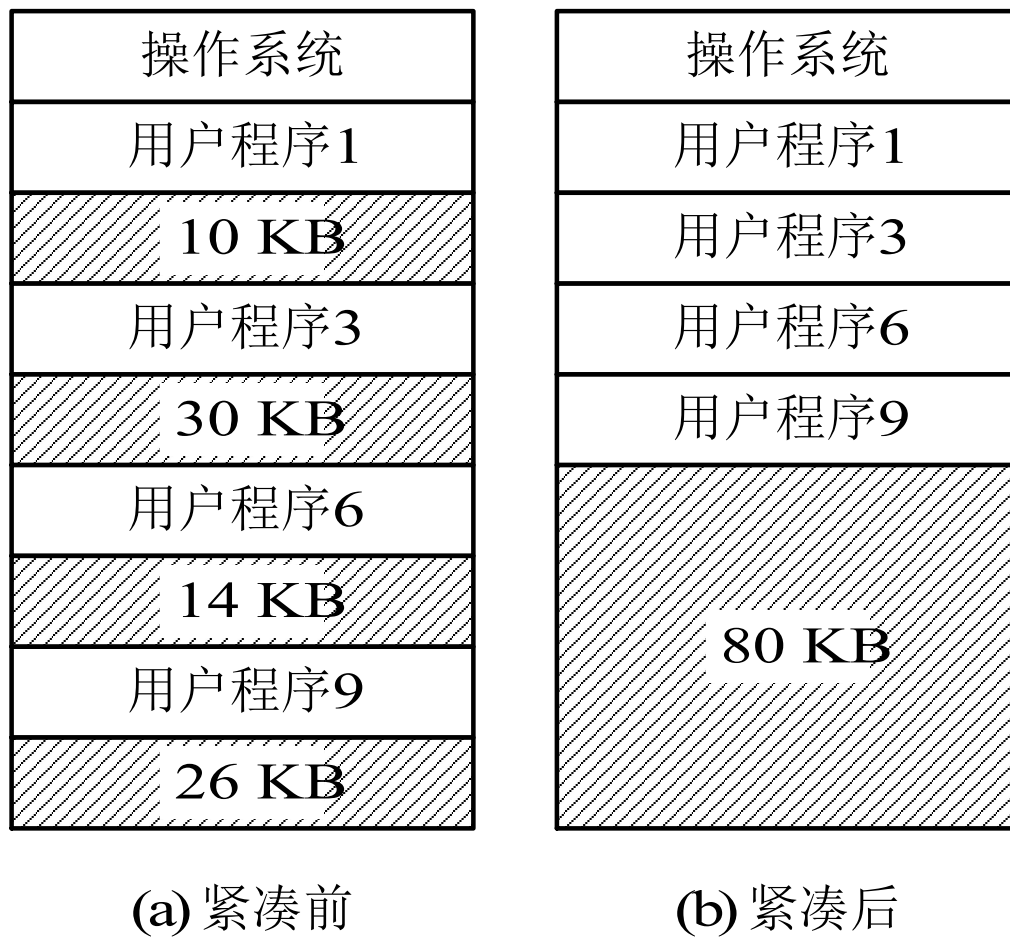 操作系统
用户程序1
10 KB
用户程序3
30 KB
用户程序6
14 KB
用户程序9
26 KB
(a) 紧凑前
操作系统
用户程序1
用户程序3
用户程序6
用户程序9
80 KB
(b) 紧凑后